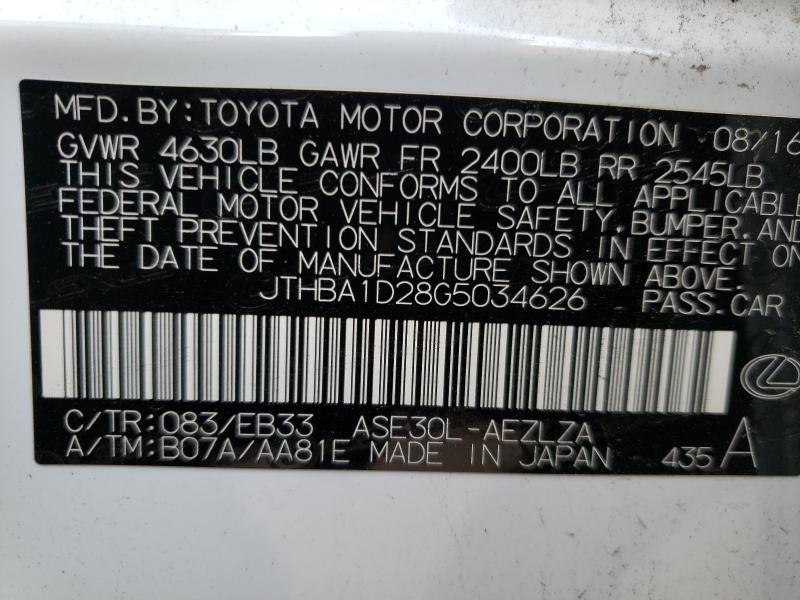 MFD.BY:TOYOTA MOTOR CORPORATION 08/16
GVWR 4630LB GAWR FR 2400LB RR 2545LB
THIS VEHICLE CONFORMS TO ALL APPLICABLE
FEDERAL MOTOR VEHICLE SAFETY,BUMPER,AND
THEFT PREVENTION STANDARDS IN EFFECT ON
THE DATE OF MANUFACTURE SHOWN ABOVE.
JTHBA1D28G5034626 PASS.CAR
C/TR:083/EB33 ASE30L-AEZLZA
A/TM:B07A/AA81E MADE IN JAPAN 435 A